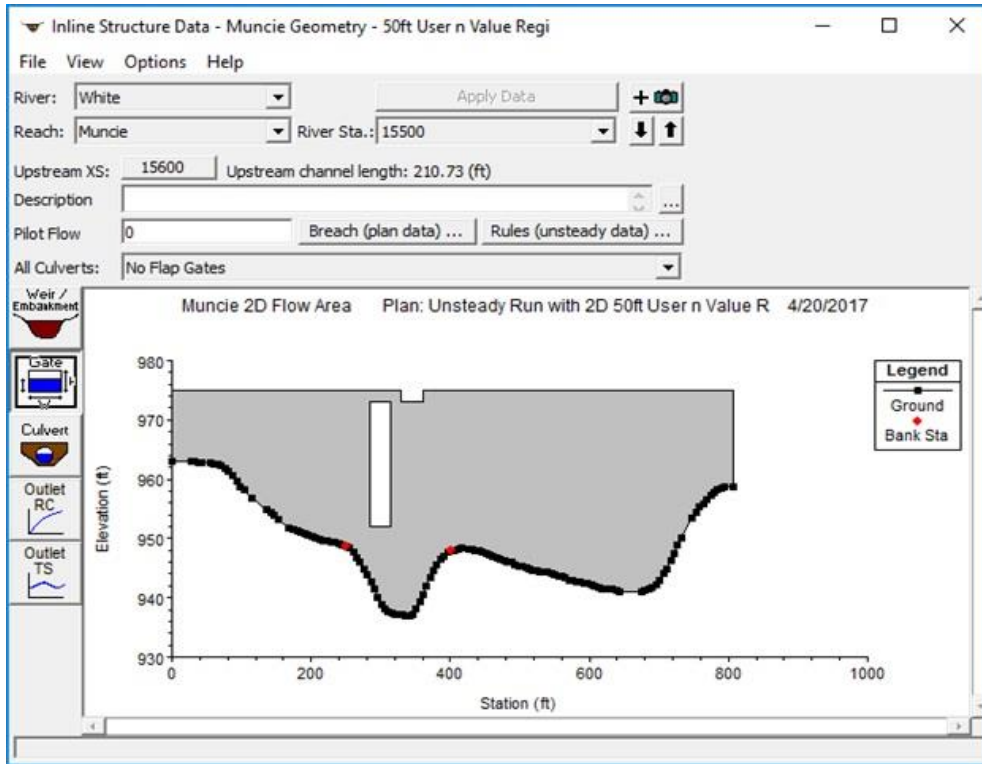 Inline Structure Data - Muncie Geometry - 50ft User n Value Regi
File View Options Help
River: White Apply Data +
Reach: Muncie River Sta.: 15500
Upstream XS: 15600 Upstream channel length: 210.73 (ft)
Description ...
Pilot Flow 0 Breach (plan data) ... Rules (unsteady data) ...
All Culverts: No Flap Gates
Weir /
Embankment
Gate
H
W
Culvert
Outlet
RC
Outlet
TS
Muncie 2D Flow Area Plan: Unsteady Run with 2D 50ft User n Value R 4/20/2017
980
970
960
950
940
930
Elevation (ft)
0 200 400 600 800 1000
Station (ft)
Legend
Ground
Bank Sta